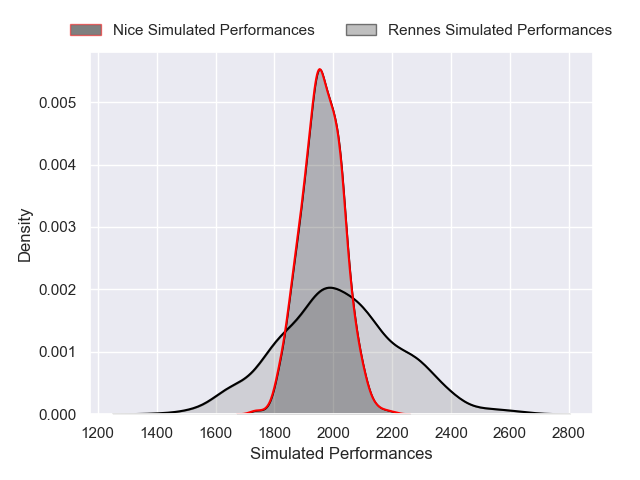 Nice Simulated Performances
Rennes Simulated Performances
0.005
0.004
0.003
0.002
0.001
0.000
Density
1200 1400 1600 1800 2000 2200 2400 2600 2800
Simulated Performances